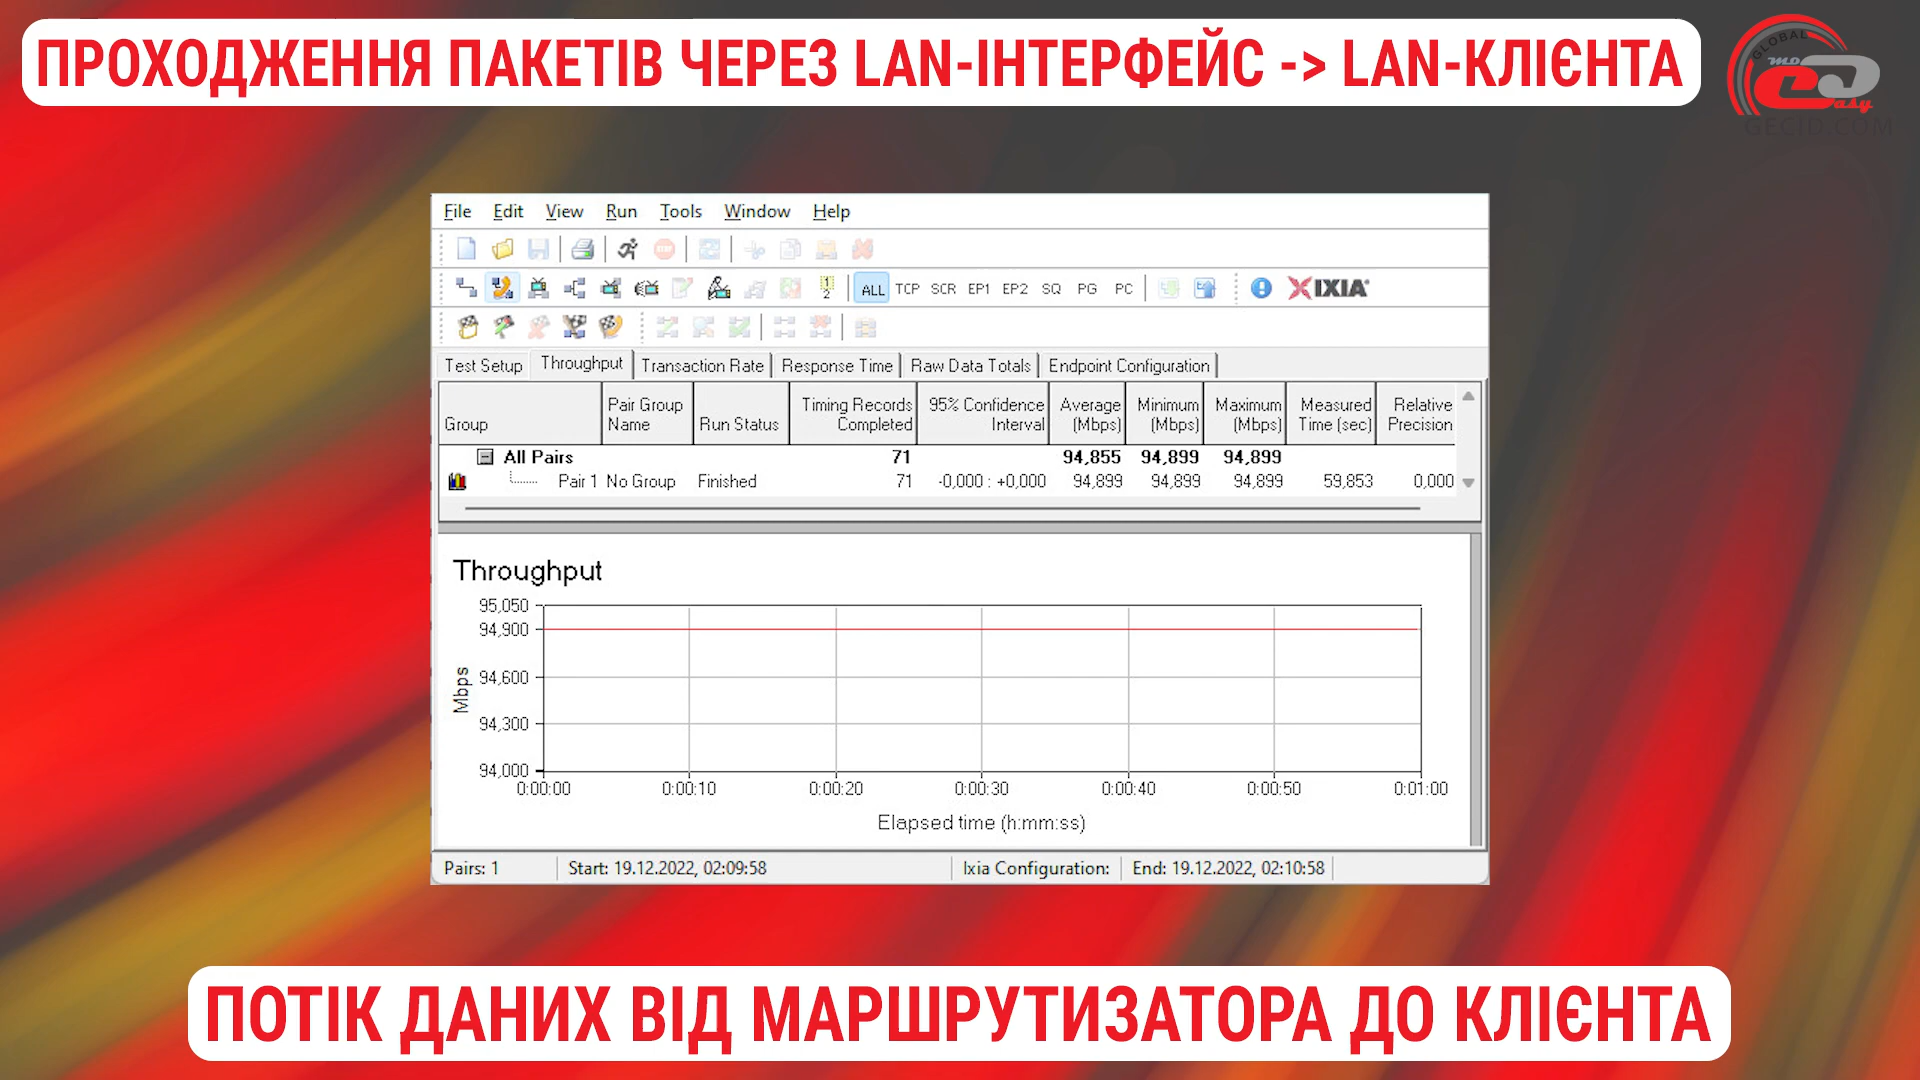 ПРОХОДЖЕННЯ ПАКЕТІВ ЧЕРЕЗ LAN-ІНТЕРФЕЙС -> LAN-КЛІЄНТА
GLOBAL
MO
asy
GECID.COM
File Edit View Run Tools Window Help
ALL TCP SCR EP1 EP2 SQ PG PC IXIA
Test Setup Throughput Transaction Rate Response Time Raw Data Totals Endpoint Configuration
Group Pair Group Name Run Status Timing Records Completed 95% Confidence Interval Average (Mbps) Minimum (Mbps) Maximum (Mbps) Measured Time (sec) Relative Precision
All Pairs 71 94,855 94,899 94,899
Pair 1 No Group Finished 71 -0,000 : +0,000 94,899 94,899 94,899 59,853 0,000
Throughput
95,050
94,900
94,600
94,300
94,000
Mbps
0:00:00 0:00:10 0:00:20 0:00:30 0:00:40 0:00:50 0:01:00
Elapsed time (h:mm:ss)
Pairs: 1 Start: 19.12.2022, 02:09:58 Ixia Configuration: End: 19.12.2022, 02:10:58
ПОТІК ДАНИХ ВІД МАРШРУТИЗАТОРА ДО КЛІЄНТА